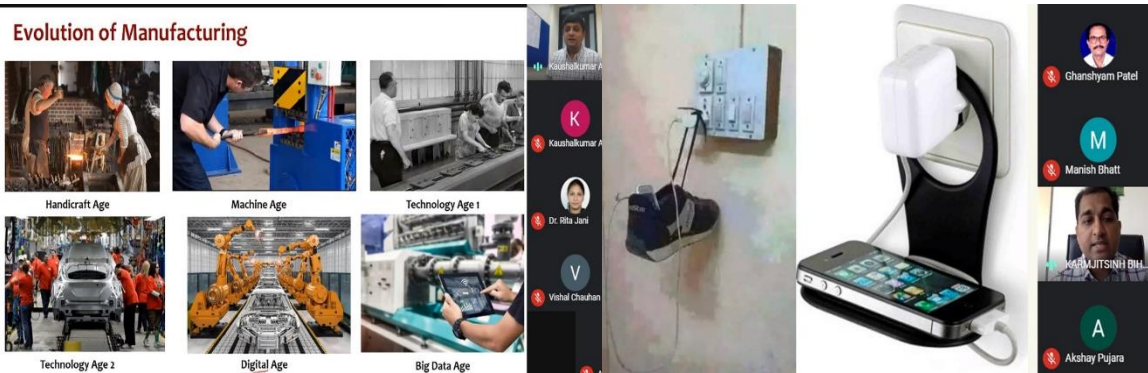 Evolution of Manufacturing
Handicraft Age
Machine Age
Technology Age 1
Technology Age 2
Digital Age
Big Data Age
Kaushalkumar A
K
Kaushalkumar A
Dr. Rita Jani
V
Vishal Chauhan
Ghanshyam Patel
M
Manish Bhatt
KARMJITSINH BIH...
A
Akshay Pujara